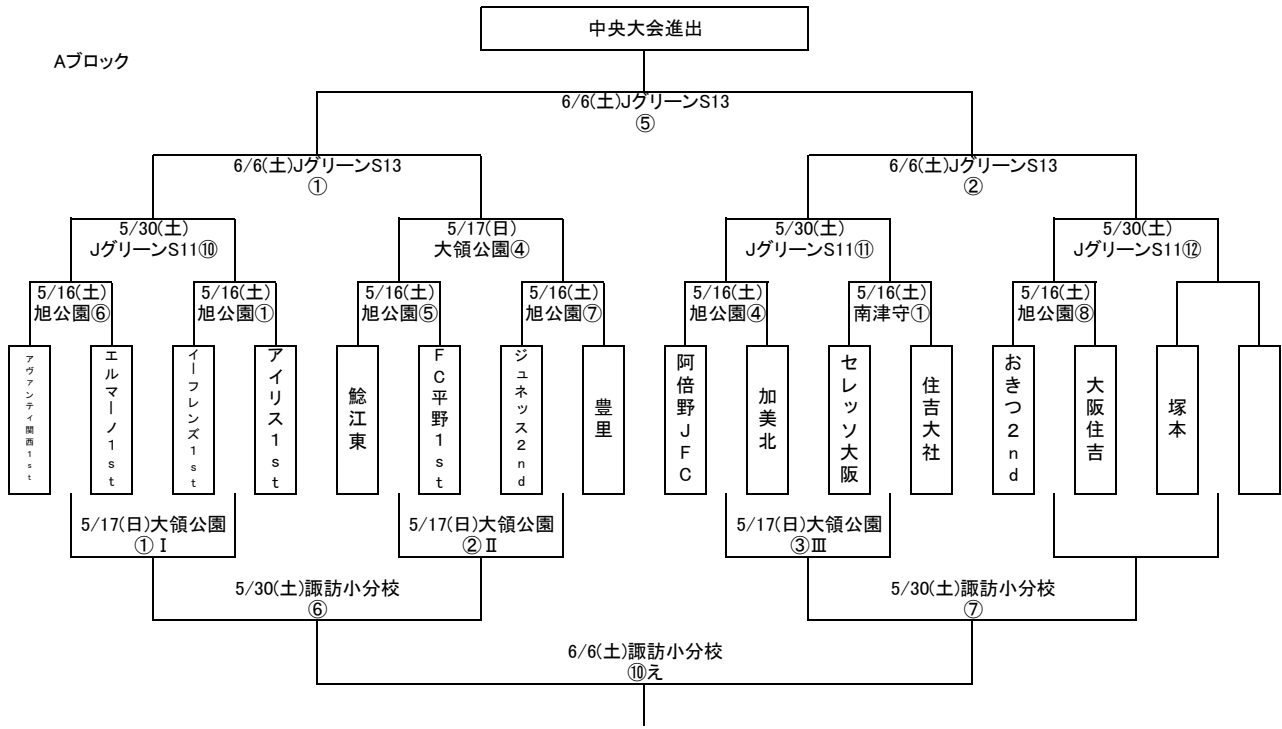 中央大会進出
Aブロック
6/6(土)JグリーンS13
⑤
6/6(土)JグリーンS13
①
6/6(土)JグリーンS13
②
5/30(土)
JグリーンS11⑩
5/17(日)
大領公園④
5/30(土)
JグリーンS11⑪
5/30(土)
JグリーンS11⑫
5/16(土)
旭公園⑥
5/16(土)
旭公園①
5/16(土)
旭公園⑤
5/16(土)
旭公園⑦
5/16(土)
旭公園④
5/16(土)
南津守①
5/16(土)
旭公園⑧
アヴァンティ関西1st
エルマーノ1st
イーフレンズ1st
アイリス1st
鯰江東
FC平野1st
ジュネッス2nd
豊里
阿倍野JFC
加美北
セレッソ大阪
住吉大社
おきつ2nd
大阪住吉
塚本
5/17(日)大領公園
①Ⅰ
5/17(日)大領公園
②Ⅱ
5/17(日)大領公園
③Ⅲ
5/30(土)諏訪小分校
⑥
5/30(土)諏訪小分校
⑦
6/6(土)諏訪小分校
⑩え